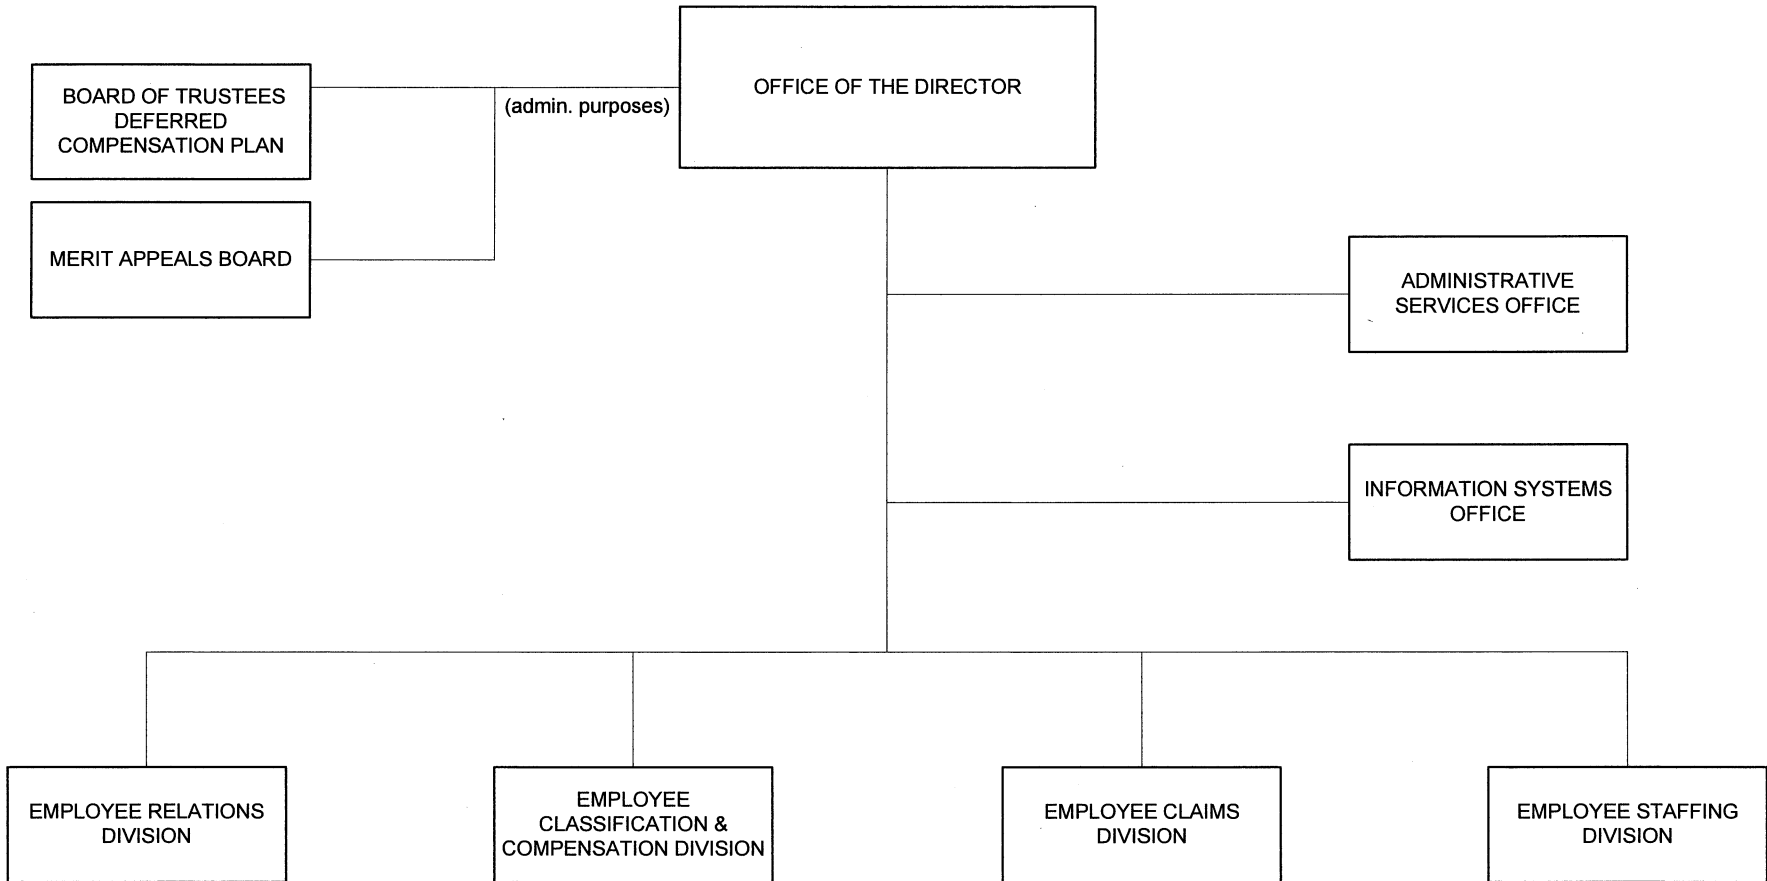 OFFICE OF THE DIRECTOR
BOARD OF TRUSTEES
DEFERRED
COMPENSATION PLAN
(admin. purposes)
MERIT APPEALS BOARD
ADMINISTRATIVE
SERVICES OFFICE
INFORMATION SYSTEMS
OFFICE
EMPLOYEE RELATIONS
DIVISION
EMPLOYEE
CLASSIFICATION &
COMPENSATION DIVISION
EMPLOYEE CLAIMS
DIVISION
EMPLOYEE STAFFING
DIVISION